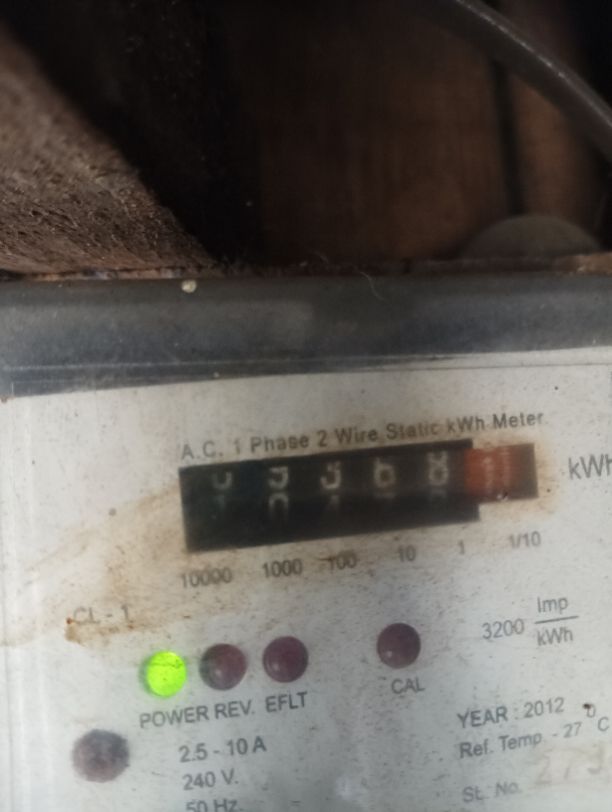 A.C. 1 Phase 2 Wire Static kWh Meter
kWh
10000 1000 100 10 1 1/10
CL - 1
3200 Imp/kWh
POWER REV. EFLT CAL
2.5 - 10 A
240 V.
50 Hz.
YEAR : 2012
Ref. Temp. - 27 °C
St. No.